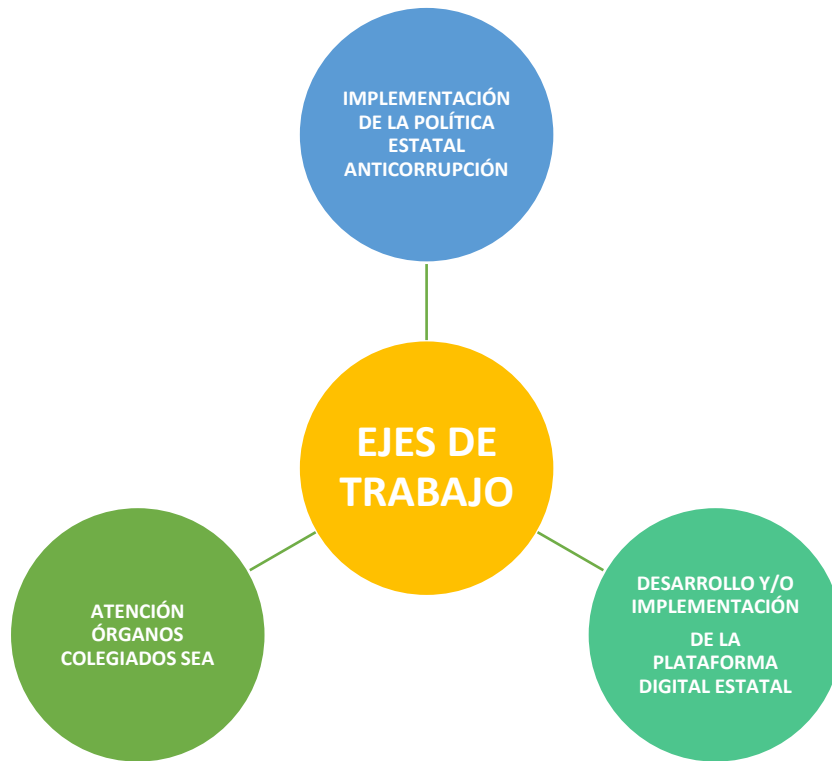 IMPLEMENTACIÓN
DE LA POLÍTICA
ESTATAL
ANTICORRUPCIÓN
EJES DE
TRABAJO
ATENCIÓN
ÓRGANOS
COLEGIADOS SEA
DESARROLLO Y/O
IMPLEMENTACIÓN
DE LA
PLATAFORMA
DIGITAL ESTATAL